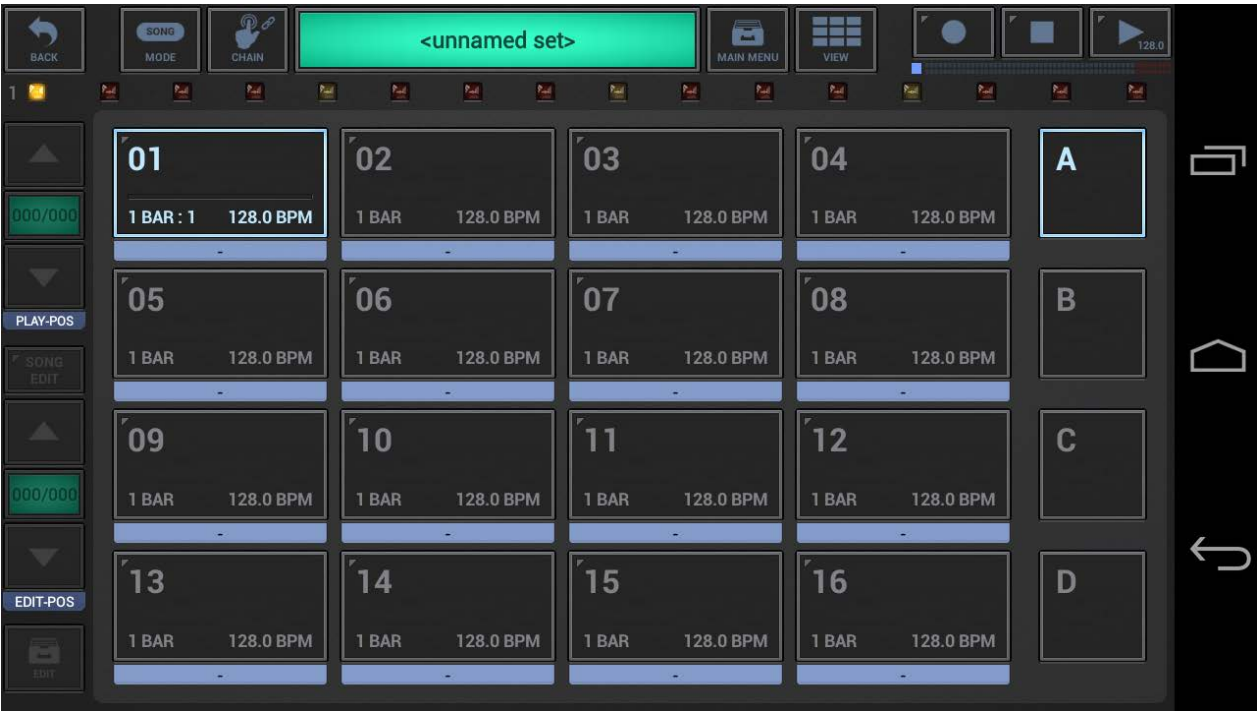 BACK
SONG
MODE
CHAIN
<unnamed set>
MAIN MENU
VIEW
128.0
1
01
1 BAR : 1 128.0 BPM
-
02
1 BAR 128.0 BPM
-
03
1 BAR 128.0 BPM
-
04
1 BAR 128.0 BPM
-
A
000/000
PLAY-POS
05
1 BAR 128.0 BPM
-
06
1 BAR 128.0 BPM
-
07
1 BAR 128.0 BPM
-
08
1 BAR 128.0 BPM
-
B
SONG
EDIT
09
1 BAR 128.0 BPM
-
10
1 BAR 128.0 BPM
-
11
1 BAR 128.0 BPM
-
12
1 BAR 128.0 BPM
-
C
000/000
EDIT-POS
13
1 BAR 128.0 BPM
-
14
1 BAR 128.0 BPM
-
15
1 BAR 128.0 BPM
-
16
1 BAR 128.0 BPM
-
D
EDIT